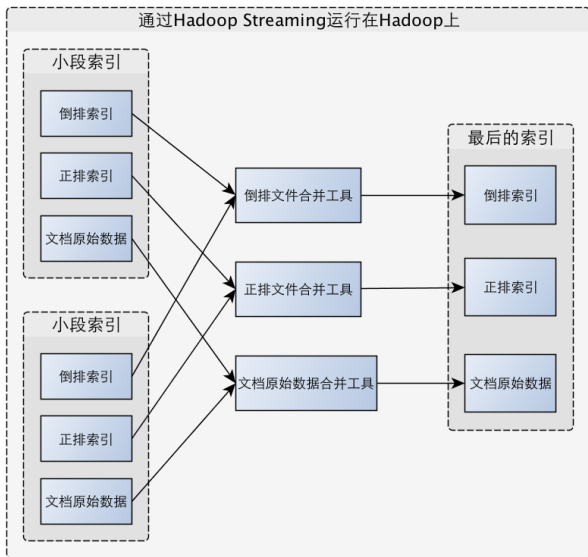 通过Hadoop Streaming运行在Hadoop上
小段索引
倒排索引
正排索引
文档原始数据
小段索引
倒排索引
正排索引
文档原始数据
倒排文件合并工具
正排文件合并工具
文档原始数据合并工具
最后的索引
倒排索引
正排索引
文档原始数据